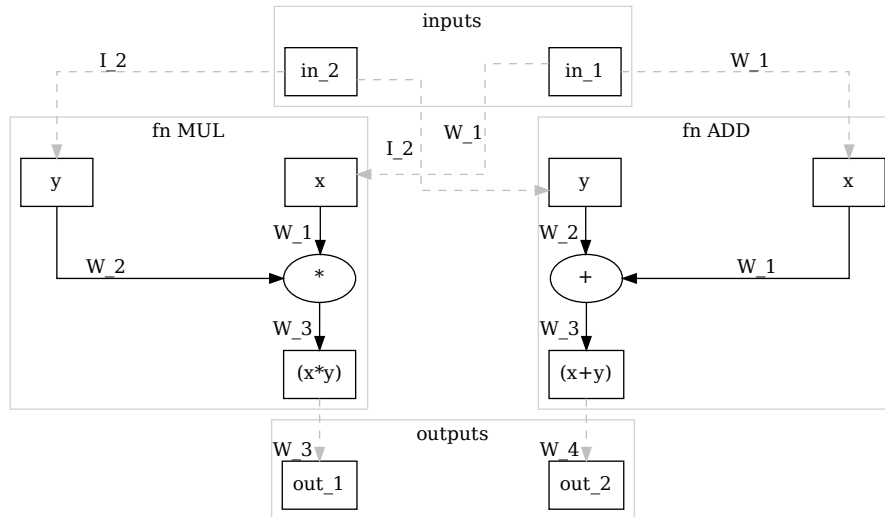 inputs
in_2
in_1
I_2
W_1
W_1
I_2
fn MUL
fn ADD
y
x
y
x
W_1
W_2
W_2
*
+
W_1
W_3
W_3
(x*y)
(x+y)
outputs
W_3
W_4
out_1
out_2